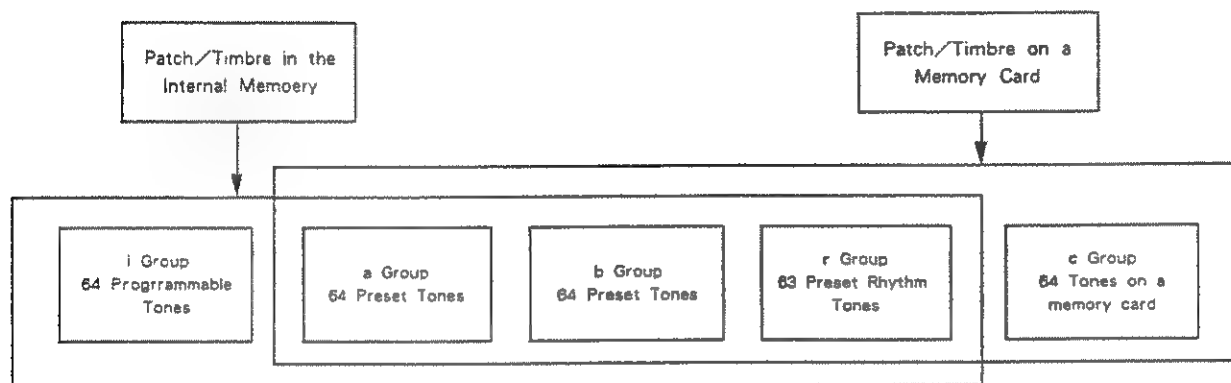 Patch/Timbre in the
Internal Memoery
Patch/Timbre on a
Memory Card
i Group
64 Progrrammable
Tones
a Group
64 Preset Tones
b Group
64 Preset Tones
r Group
63 Preset Rhythm
Tones
c Group
64 Tones on a
memory card